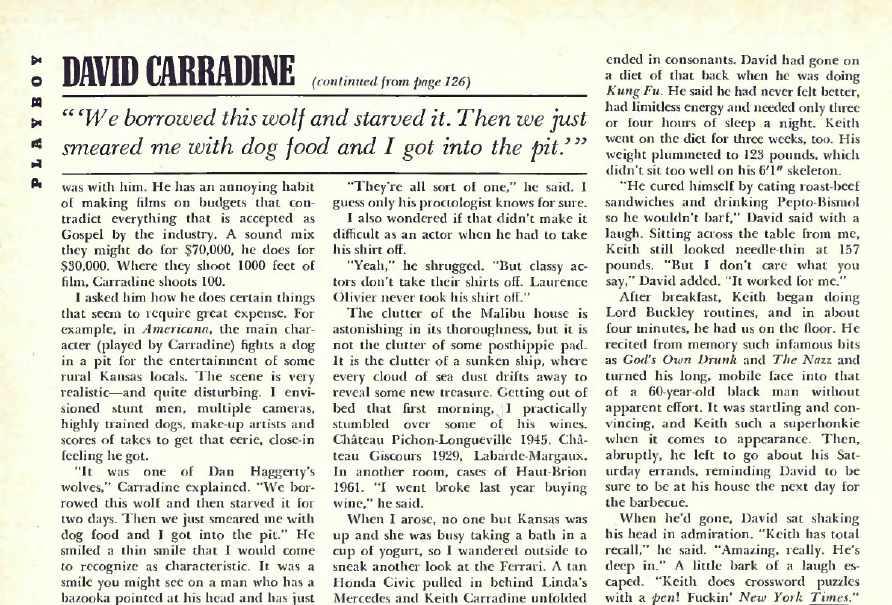 PLAYBOY
DAVID CARRADINE (continued from page 126)
“‘We borrowed this wolf and starved it. Then we just
smeared me with dog food and I got into the pit.’”
was with him. He has an annoying habit
of making films on budgets that con-
tradict everything that is accepted as
Gospel by the industry. A sound mix
they might do for $70,000, he does for
$30,000. Where they shoot 1000 feet of
film, Carradine shoots 100.
I asked him how he does certain things
that seem to require great expense. For
example, in Americana, the main char-
acter (played by Carradine) fights a dog
in a pit for the entertainment of some
rural Kansas locals. The scene is very
realistic—and quite disturbing. I envi-
sioned stunt men, multiple cameras,
highly trained dogs, make-up artists and
scores of takes to get that eerie, close-in
feeling he got.
"It was one of Dan Haggerty's
wolves," Carradine explained. "We bor-
rowed this wolf and then starved it for
two days. Then we just smeared me with
dog food and I got into the pit." He
smiled a thin smile that I would come
to recognize as characteristic. It was a
smile you might see on a man who has a
bazooka pointed at his head and has just
"They're all sort of one," he said. I
guess only his proctologist knows for sure.
I also wondered if that didn't make it
difficult as an actor when he had to take
his shirt off.
"Yeah," he shrugged. "But classy ac-
tors don't take their shirts off. Laurence
Olivier never took his shirt off."
The clutter of the Malibu house is
astonishing in its thoroughness, but it is
not the clutter of some posthippie pad.
It is the clutter of a sunken ship, where
every cloud of sea dust drifts away to
reveal some new treasure. Getting out of
bed that first morning, I practically
stumbled over some of his wines.
Château Pichon-Longueville 1945. Châ-
teau Giscours 1929, Labarde-Margaux.
In another room, cases of Haut-Brion
1961. "I went broke last year buying
wine," he said.
When I arose, no one but Kansas was
up and she was busy taking a bath in a
cup of yogurt, so I wandered outside to
sneak another look at the Ferrari. A tan
Honda Civic pulled in behind Linda's
Mercedes and Keith Carradine unfolded
ended in consonants. David had gone on
a diet of that back when he was doing
Kung Fu. He said he had never felt better,
had limitless energy and needed only three
or four hours of sleep a night. Keith
went on the diet for three weeks, too. His
weight plummeted to 123 pounds, which
didn't sit too well on his 6'1" skeleton.
"He cured himself by eating roast-beef
sandwiches and drinking Pepto-Bismol
so he wouldn't barf," David said with a
laugh. Sitting across the table from me,
Keith still looked needle-thin at 157
pounds. "But I don't care what you
say," David added. "It worked for me."
After breakfast, Keith began doing
Lord Buckley routines, and in about
four minutes, he had us on the floor. He
recited from memory such infamous bits
as God's Own Drunk and The Nazz and
turned his long, mobile face into that
of a 60-year-old black man without
apparent effort. It was startling and con-
vincing, and Keith such a superhonkie
when it comes to appearance. Then,
abruptly, he left to go about his Sat-
urday errands, reminding David to be
sure to be at his house the next day for
the barbecue.
When he'd gone, David sat shaking
his head in admiration. "Keith has total
recall," he said. "Amazing, really. He's
deep in." A little bark of a laugh es-
caped. "Keith does crossword puzzles
with a pen! Fuckin' New York Times."